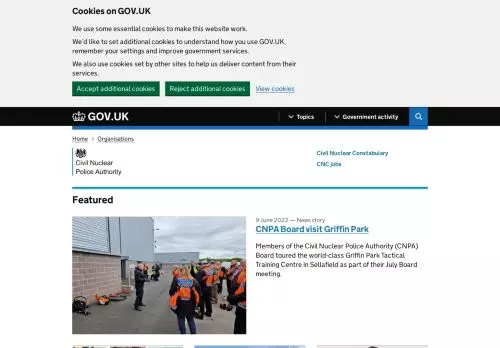 Cookies on GOV.UK
We use some essential cookies to make this website work.
We'd like to set additional cookies to understand how you use GOV.UK,
remember your settings and improve government services.
We also use cookies set by other sites to help us deliver content from their
services.
Accept additional cookies
Reject additional cookies
View cookies
GOV.UK
Topics
Government activity
Home > Organisations
Civil Nuclear
Police Authority
Civil Nuclear Constabulary
CNC jobs
Featured
9 June 2022 — News story
CNPA Board visit Griffin Park
Members of the Civil Nuclear Police Authority (CNPA)
Board toured the world-class Griffin Park Tactical
Training Centre in Sellafield as part of their July Board
meeting.